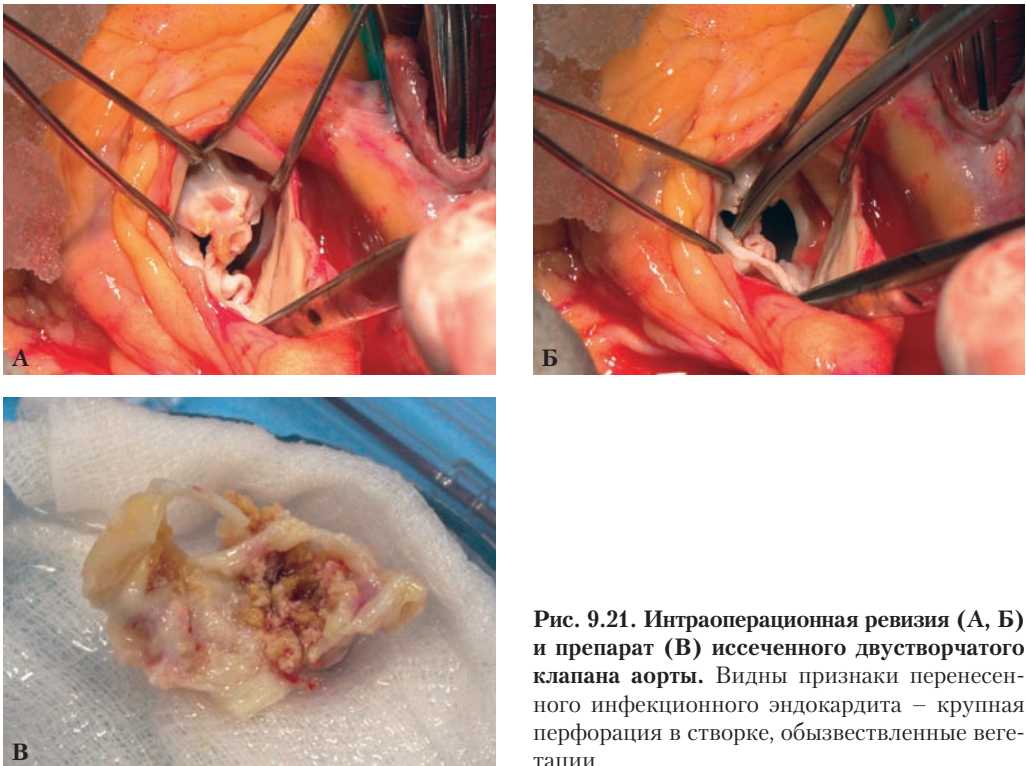 А
Б
В
Рис. 9.21. Интраоперационная ревизия (А, Б)
и препарат (В) иссеченного двустворчатого
клапана аорты. Видны признаки перенесен-
ного инфекционного эндокардита – крупная
перфорация в створке, обызвествленные веге-
тации.